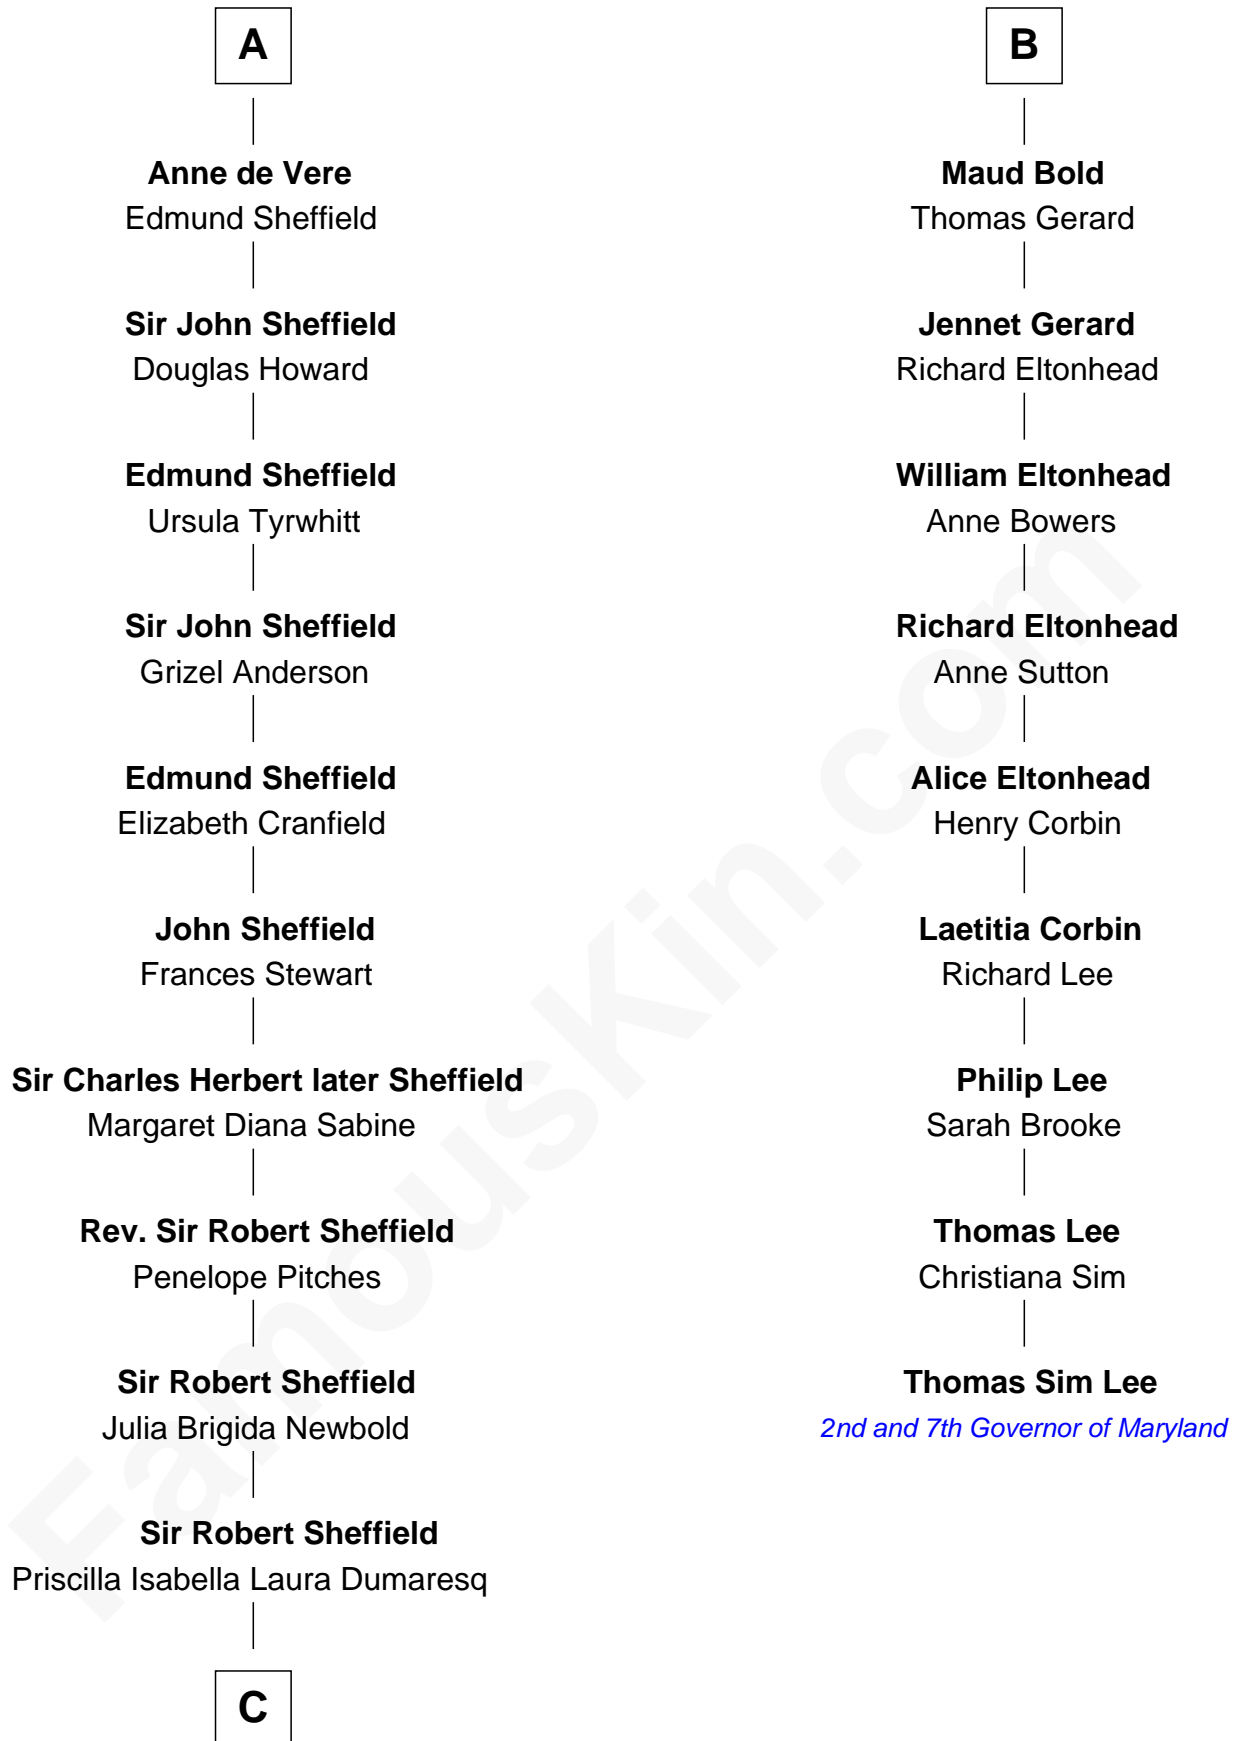 A
Anne de Vere
Edmund Sheffield
Sir John Sheffield
Douglas Howard
Edmund Sheffield
Ursula Tyrwhitt
Sir John Sheffield
Grizel Anderson
Edmund Sheffield
Elizabeth Cranfield
John Sheffield
Frances Stewart
Sir Charles Herbert later Sheffield
Margaret Diana Sabine
Rev. Sir Robert Sheffield
Penelope Pitches
Sir Robert Sheffield
Julia Brigida Newbold
Sir Robert Sheffield
Priscilla Isabella Laura Dumaresq
C
B
Maud Bold
Thomas Gerard
Jennet Gerard
Richard Eltonhead
William Eltonhead
Anne Bowers
Richard Eltonhead
Anne Sutton
Alice Eltonhead
Henry Corbin
Laetitia Corbin
Richard Lee
Philip Lee
Sarah Brooke
Thomas Lee
Christiana Sim
Thomas Sim Lee
2nd and 7th Governor of Maryland
FamousKin.com